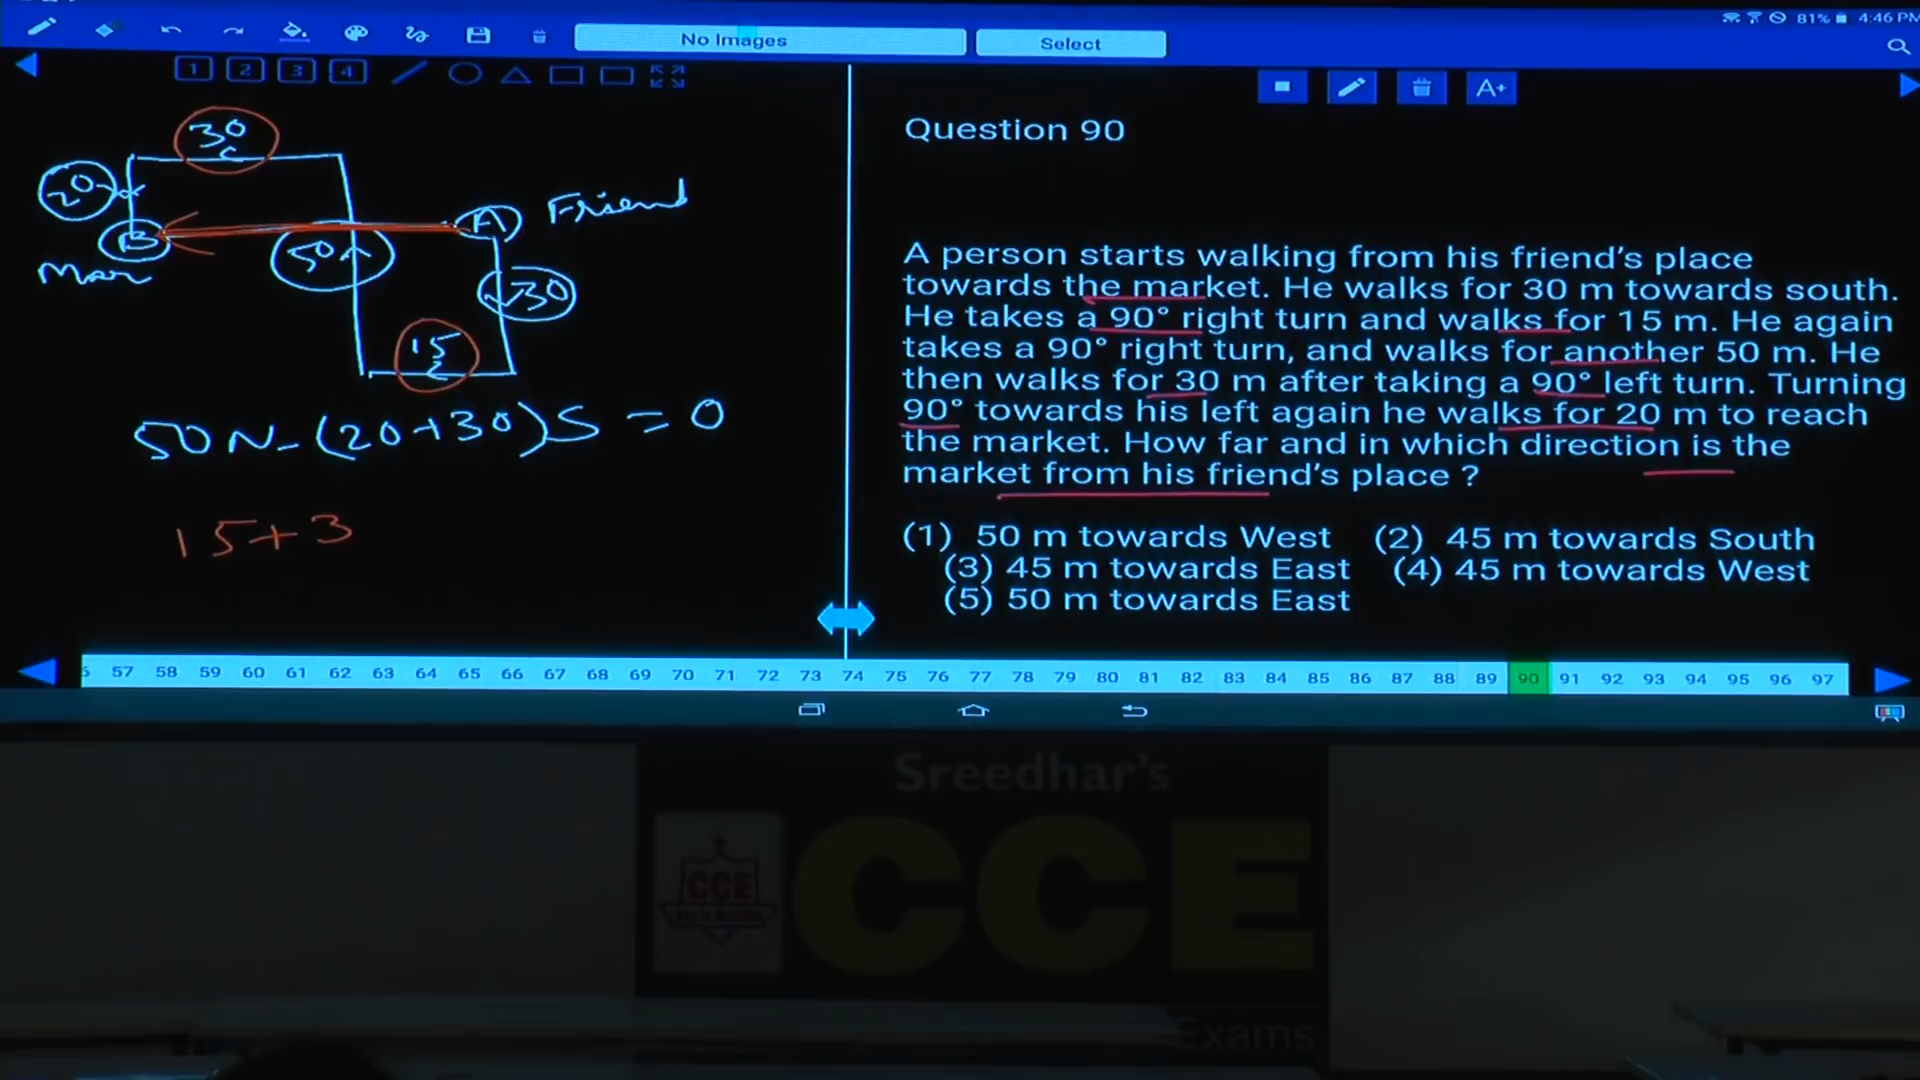 81% 4:46 PM
No Images
Select
1 2 3 4
A+
30
20
A
Friend
B
50
30
15
50 N - (20+30) S = 0
15+3
Question 90
A person starts walking from his friend's place
towards the market. He walks for 30 m towards south.
He takes a 90° right turn and walks for 15 m. He again
takes a 90° right turn, and walks for another 50 m. He
then walks for 30 m after taking a 90° left turn. Turning
90° towards his left again he walks for 20 m to reach
the market. How far and in which direction is the
market from his friend's place ?
(1) 50 m towards West (2) 45 m towards South
(3) 45 m towards East (4) 45 m towards West
(5) 50 m towards East
57 58 59 60 61 62 63 64 65 66 67 68 69 70 71 72 73 74 75 76 77 78 79 80 81 82 83 84 85 86 87 88 89 90 91 92 93 94 95 96 97
Sreedhar's
CCE
CCE
Exams